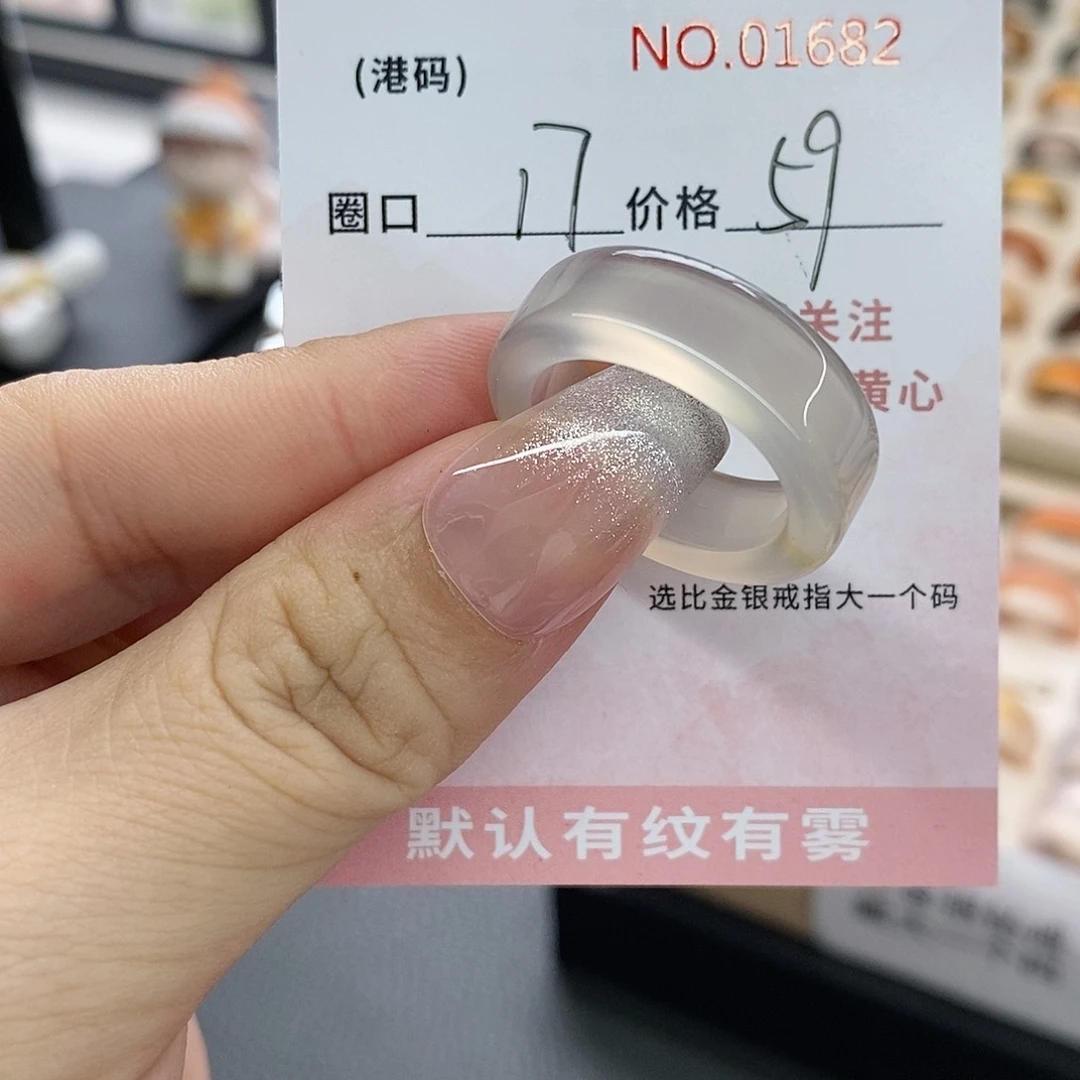 NO.01682
(港码)
圈口 17 价格 59
关注
黄心
选比金银戒指大一个码
默认有纹有雾